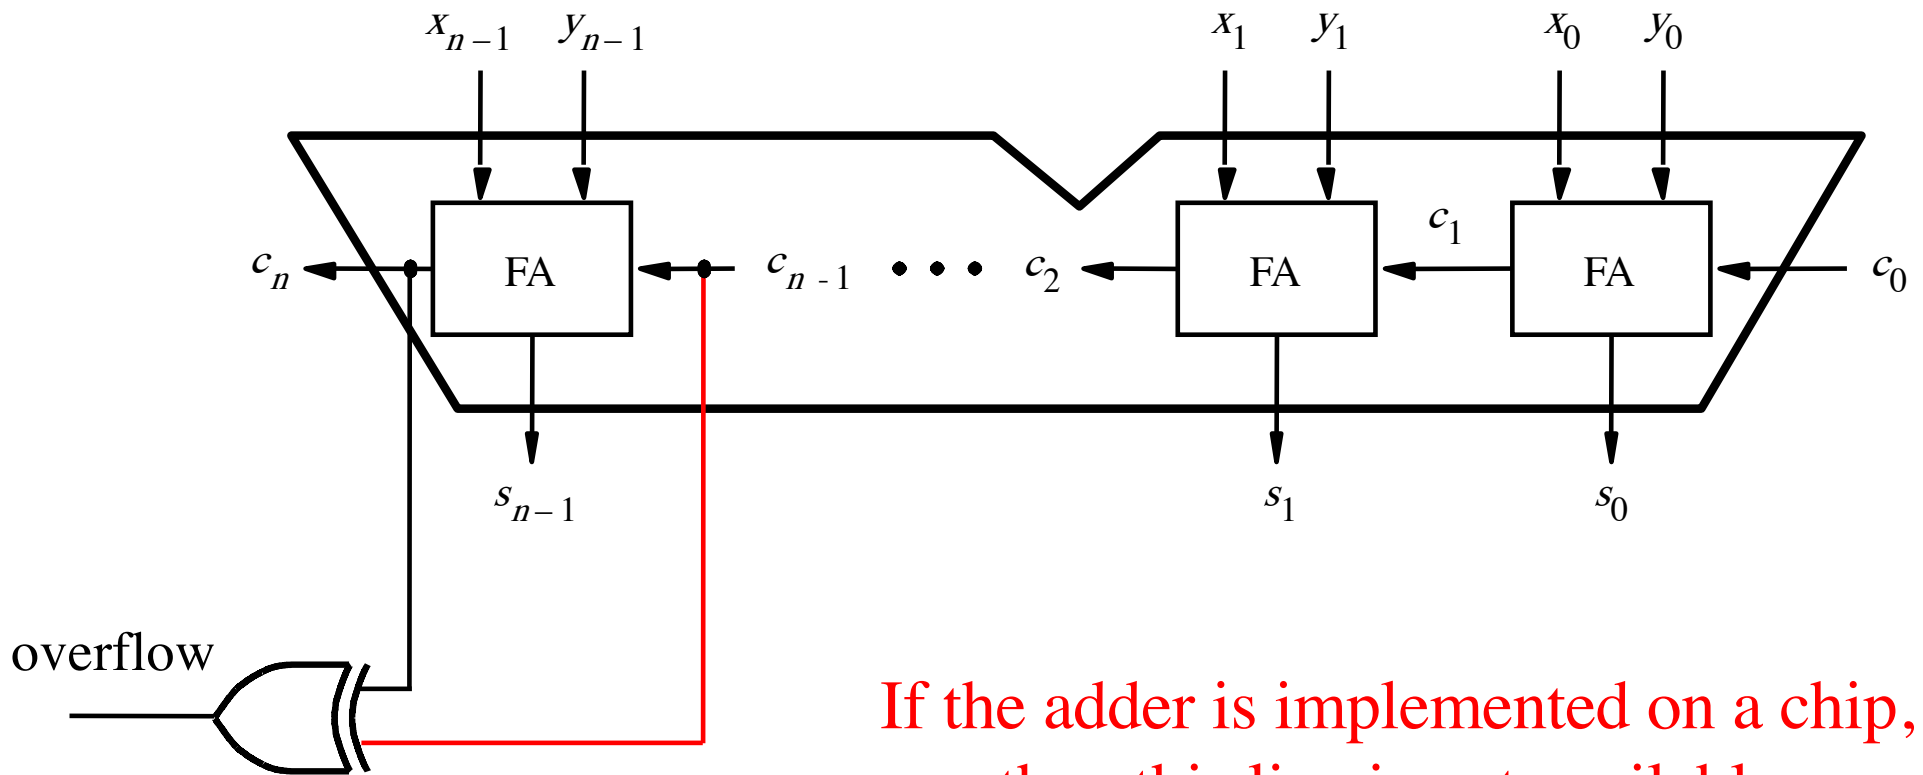 x_{n-1} y_{n-1} x_1 y_1 x_0 y_0
c_n FA c_{n-1} c_2 FA c_1 FA c_0
s_{n-1} s_1 s_0
overflow
If the adder is implemented on a chip,